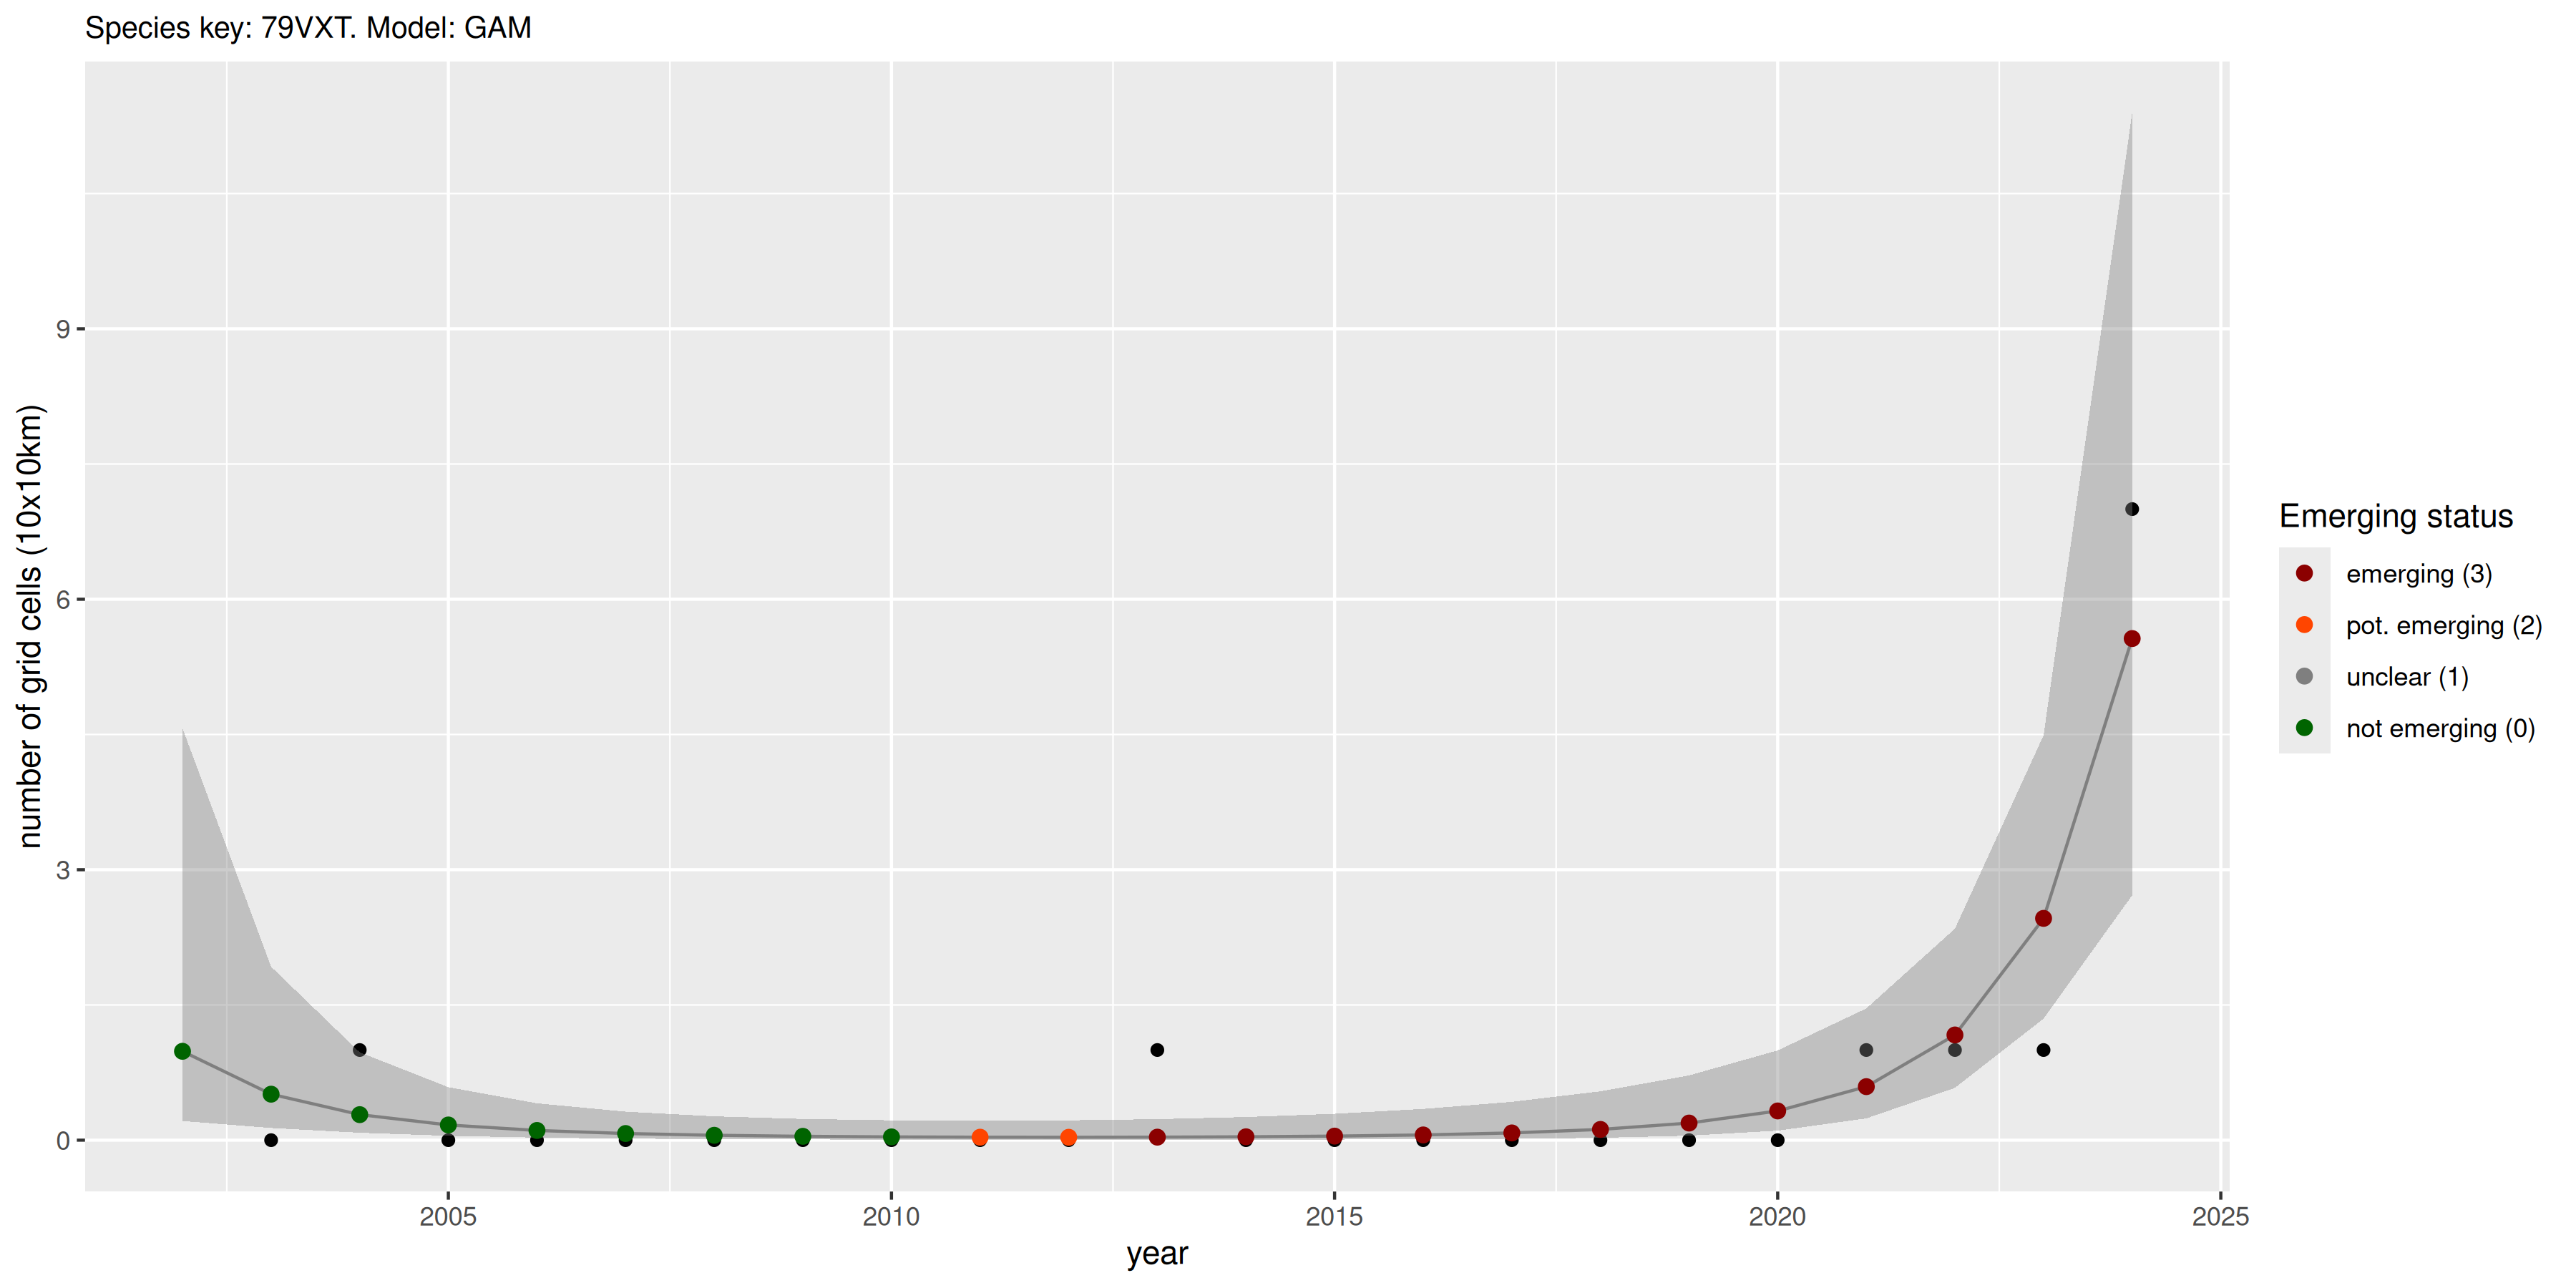 Species key: 79VXT. Model: GAM
number of grid cells (10x10km)
9
6
3
0
2005
2010
2015
2020
2025
year
Emerging status
emerging (3)
pot. emerging (2)
unclear (1)
not emerging (0)